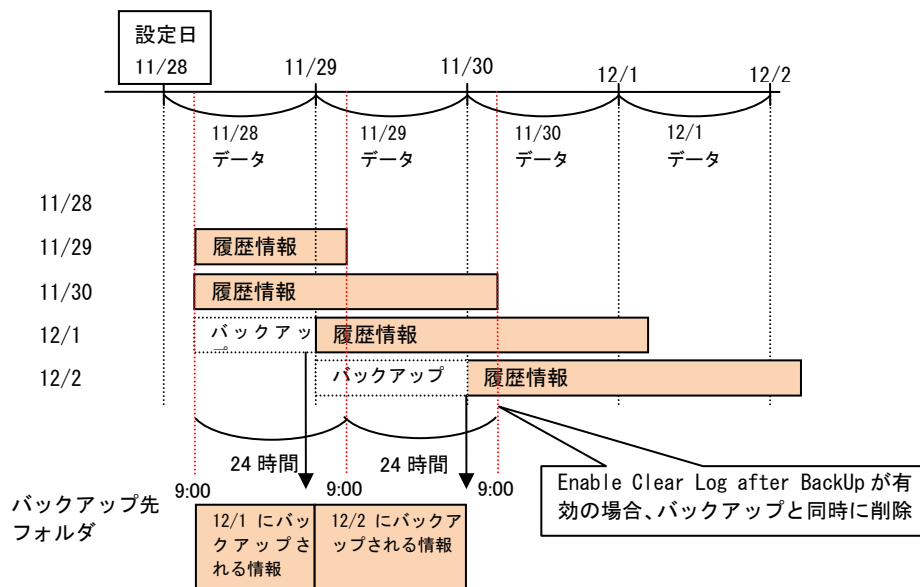 設定日
11/28
11/29
11/30
12/1
12/2
11/28
データ
11/29
データ
11/30
データ
12/1
データ
11/28
11/29
履歴情報
11/30
履歴情報
12/1
バックアッ
プ
履歴情報
12/2
バックアップ
履歴情報
24 時間
24 時間
9:00
9:00
9:00
Enable Clear Log after BackUp が有
効の場合、バックアップと同時に削除
バックアップ先
フォルダ
12/1 にバッ
クアップさ
れる情報
12/2 にバックア
ップされる情報